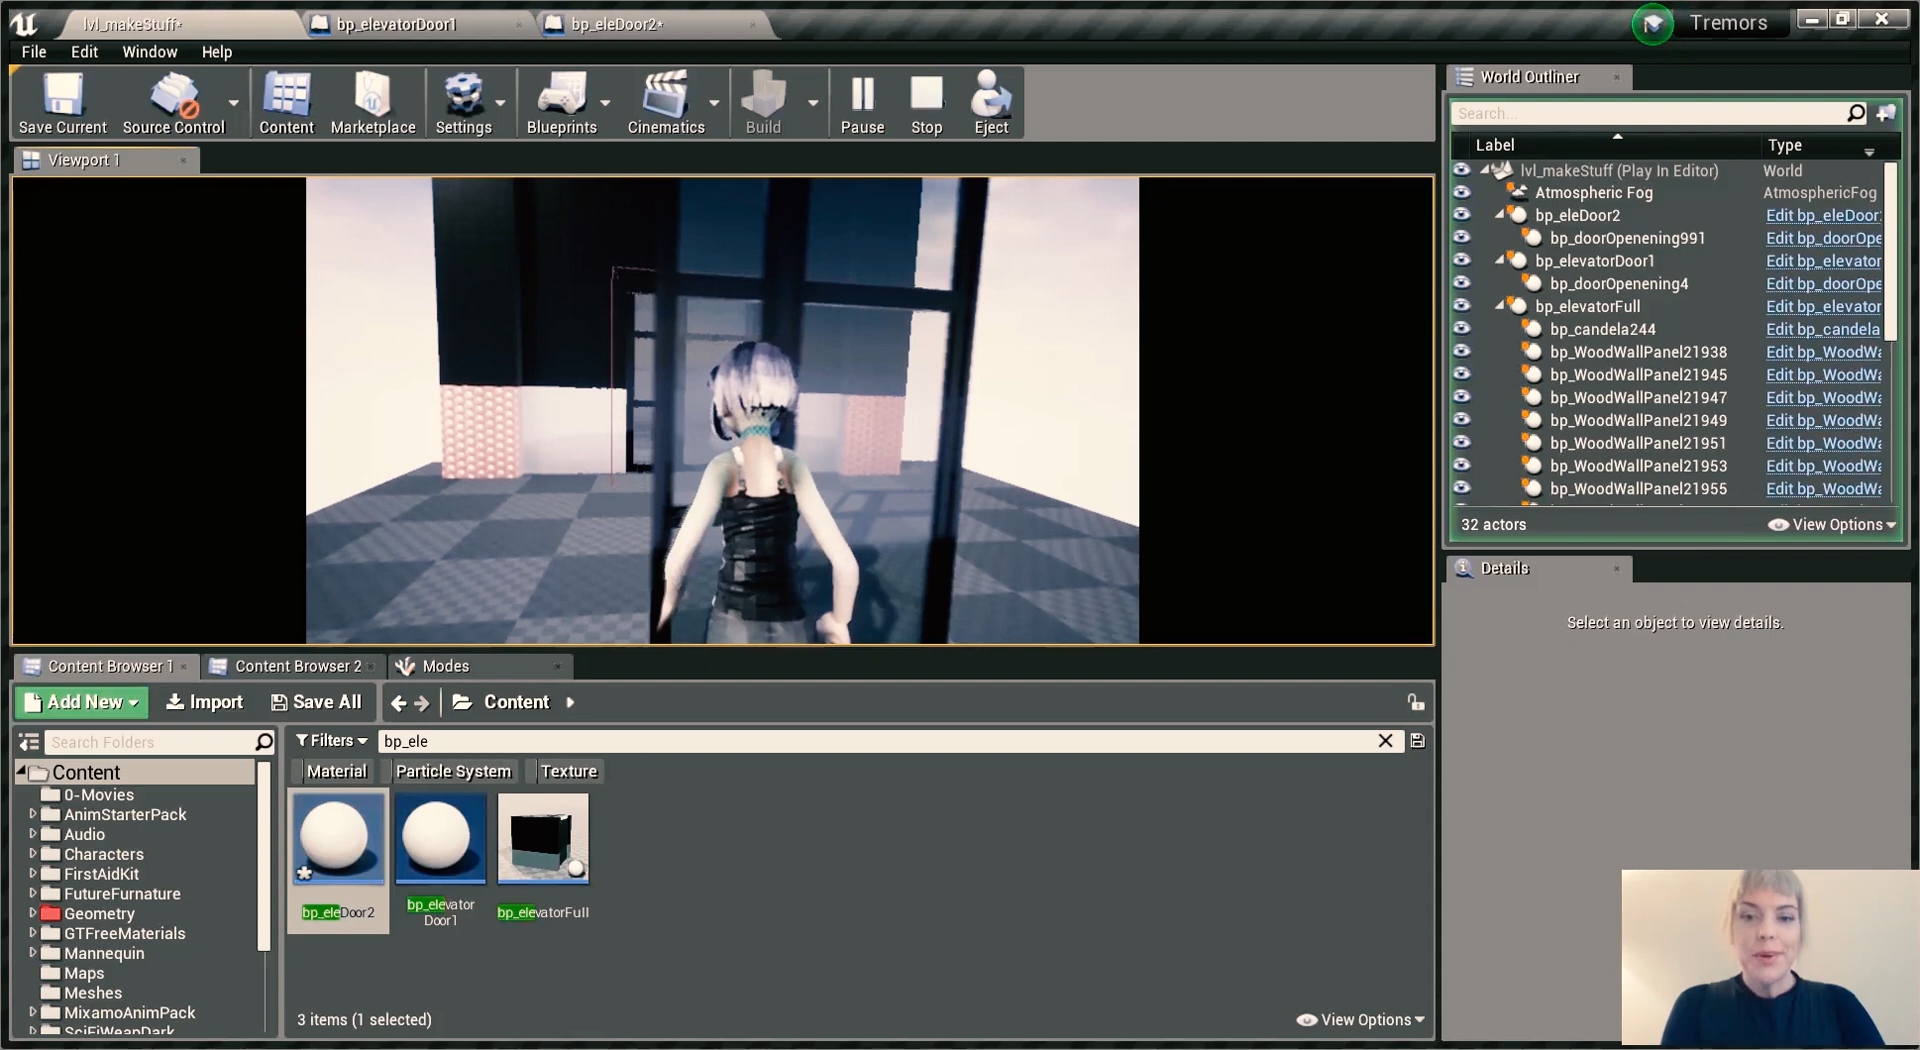 lvl_makeStuff*
bp_elevatorDoor1
bp_eleDoor2*
Tremors
File Edit Window Help
Save Current
Source Control
Content
Marketplace
Settings
Blueprints
Cinematics
Build
Pause
Stop
Eject
Viewport 1
World Outliner
Search...
Label Type
lvl_makeStuff (Play In Editor) World
Atmospheric Fog AtmosphericFog
bp_eleDoor2 Edit bp_eleDoor
bp_doorOpenening991 Edit bp_doorOpe
bp_elevatorDoor1 Edit bp_elevator
bp_doorOpenening4 Edit bp_doorOpe
bp_elevatorFull Edit bp_elevator
bp_candela244 Edit bp_candela
bp_WoodWallPanel21938 Edit bp_WoodWa
bp_WoodWallPanel21945 Edit bp_WoodWa
bp_WoodWallPanel21947 Edit bp_WoodWa
bp_WoodWallPanel21949 Edit bp_WoodWa
bp_WoodWallPanel21951 Edit bp_WoodWa
bp_WoodWallPanel21953 Edit bp_WoodWa
bp_WoodWallPanel21955 Edit bp_WoodWa
32 actors View Options
Details
Select an object to view details.
Content Browser 1
Content Browser 2
Modes
Add New Import Save All Content
Search Folders
Filters bp_ele
Material Particle System Texture
Content
0-Movies
AnimStarterPack
Audio
Characters
FirstAidKit
FutureFurnature
Geometry
GTFreeMaterials
Mannequin
Maps
Meshes
MixamoAnimPack
SciFiWeapDark
bp_eleDoor2
bp_elevator
Door1
bp_elevatorFull
3 items (1 selected) View Options